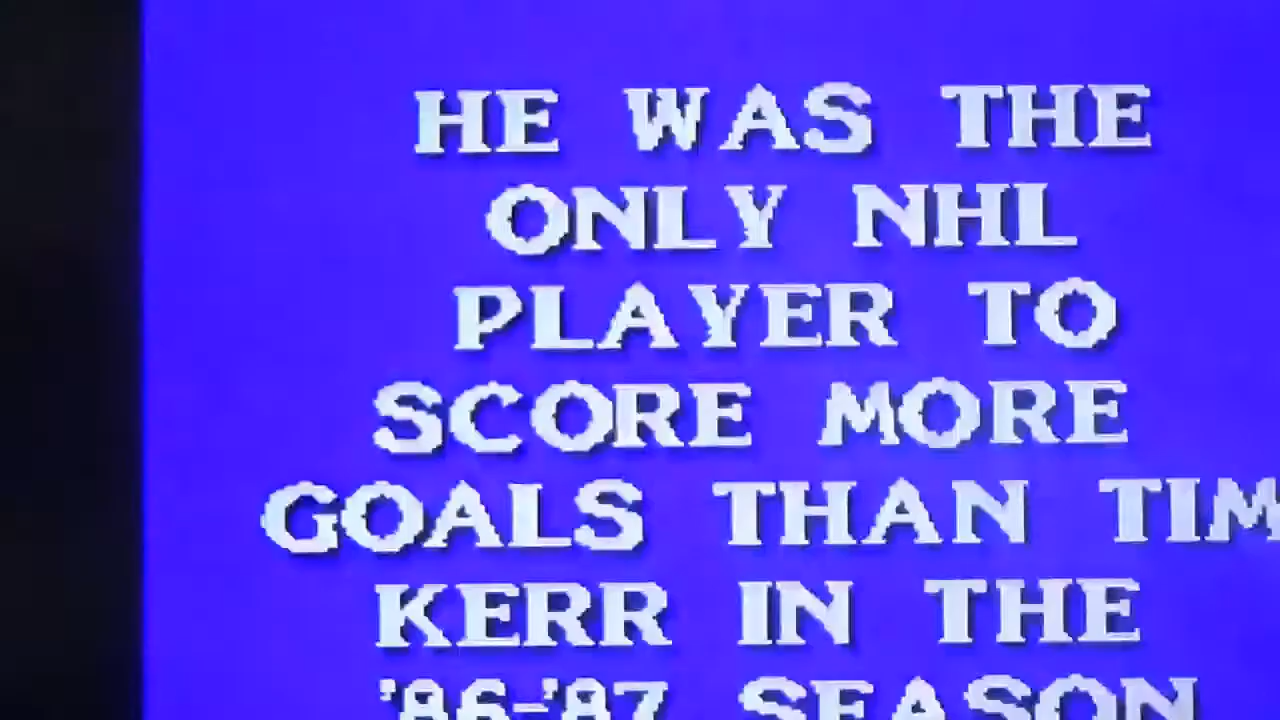 HE WAS THE
ONLY NHL
PLAYER TO
SCORE MORE
GOALS THAN TIM
KERR IN THE
'86-'87 SEASON